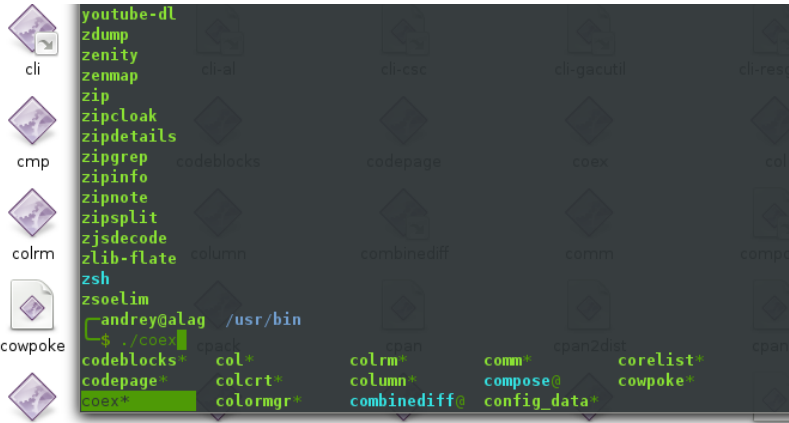 youtube-dl
zdump
zenity
zenmap
zip
zipcloak
zipdetails
zipgrep
zipinfo
zipnote
zipsplit
zjsdecode
zlib-flate
zsh
zsoelim
andrey@alag /usr/bin
$ ./coex
codeblocks* col* colrm* comm* corelist*
codepage* colcrt* column* compose@ cowpoke*
coex* colormgr* combinediff@ config_data*
cli
cli-al cli-csc cli-gacutil
cmp
codeblocks codepage coex
colrm
column combinediff comm
cowpoke
cpack cpan cpan2dist